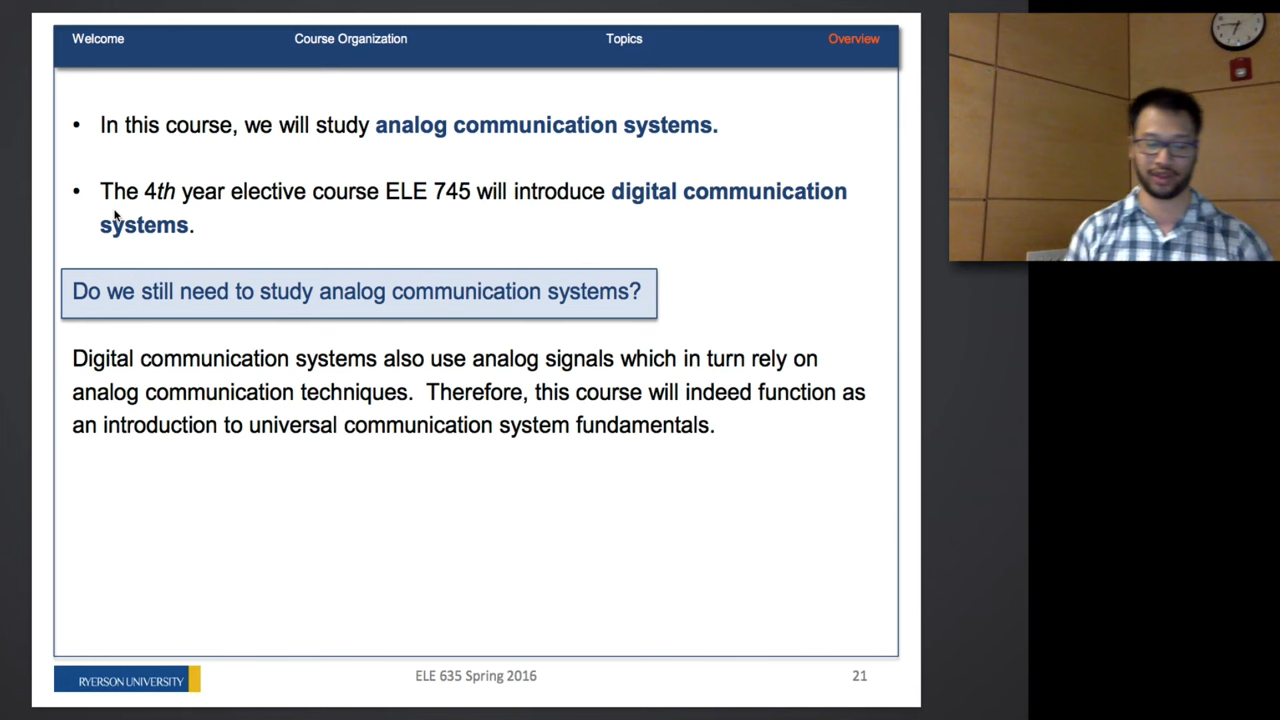 Welcome Course Organization Topics Overview
• In this course, we will study analog communication systems.
• The 4th year elective course ELE 745 will introduce digital communication
systems.
Do we still need to study analog communication systems?
Digital communication systems also use analog signals which in turn rely on
analog communication techniques. Therefore, this course will indeed function as
an introduction to universal communication system fundamentals.
RYERSON UNIVERSITY ELE 635 Spring 2016 21